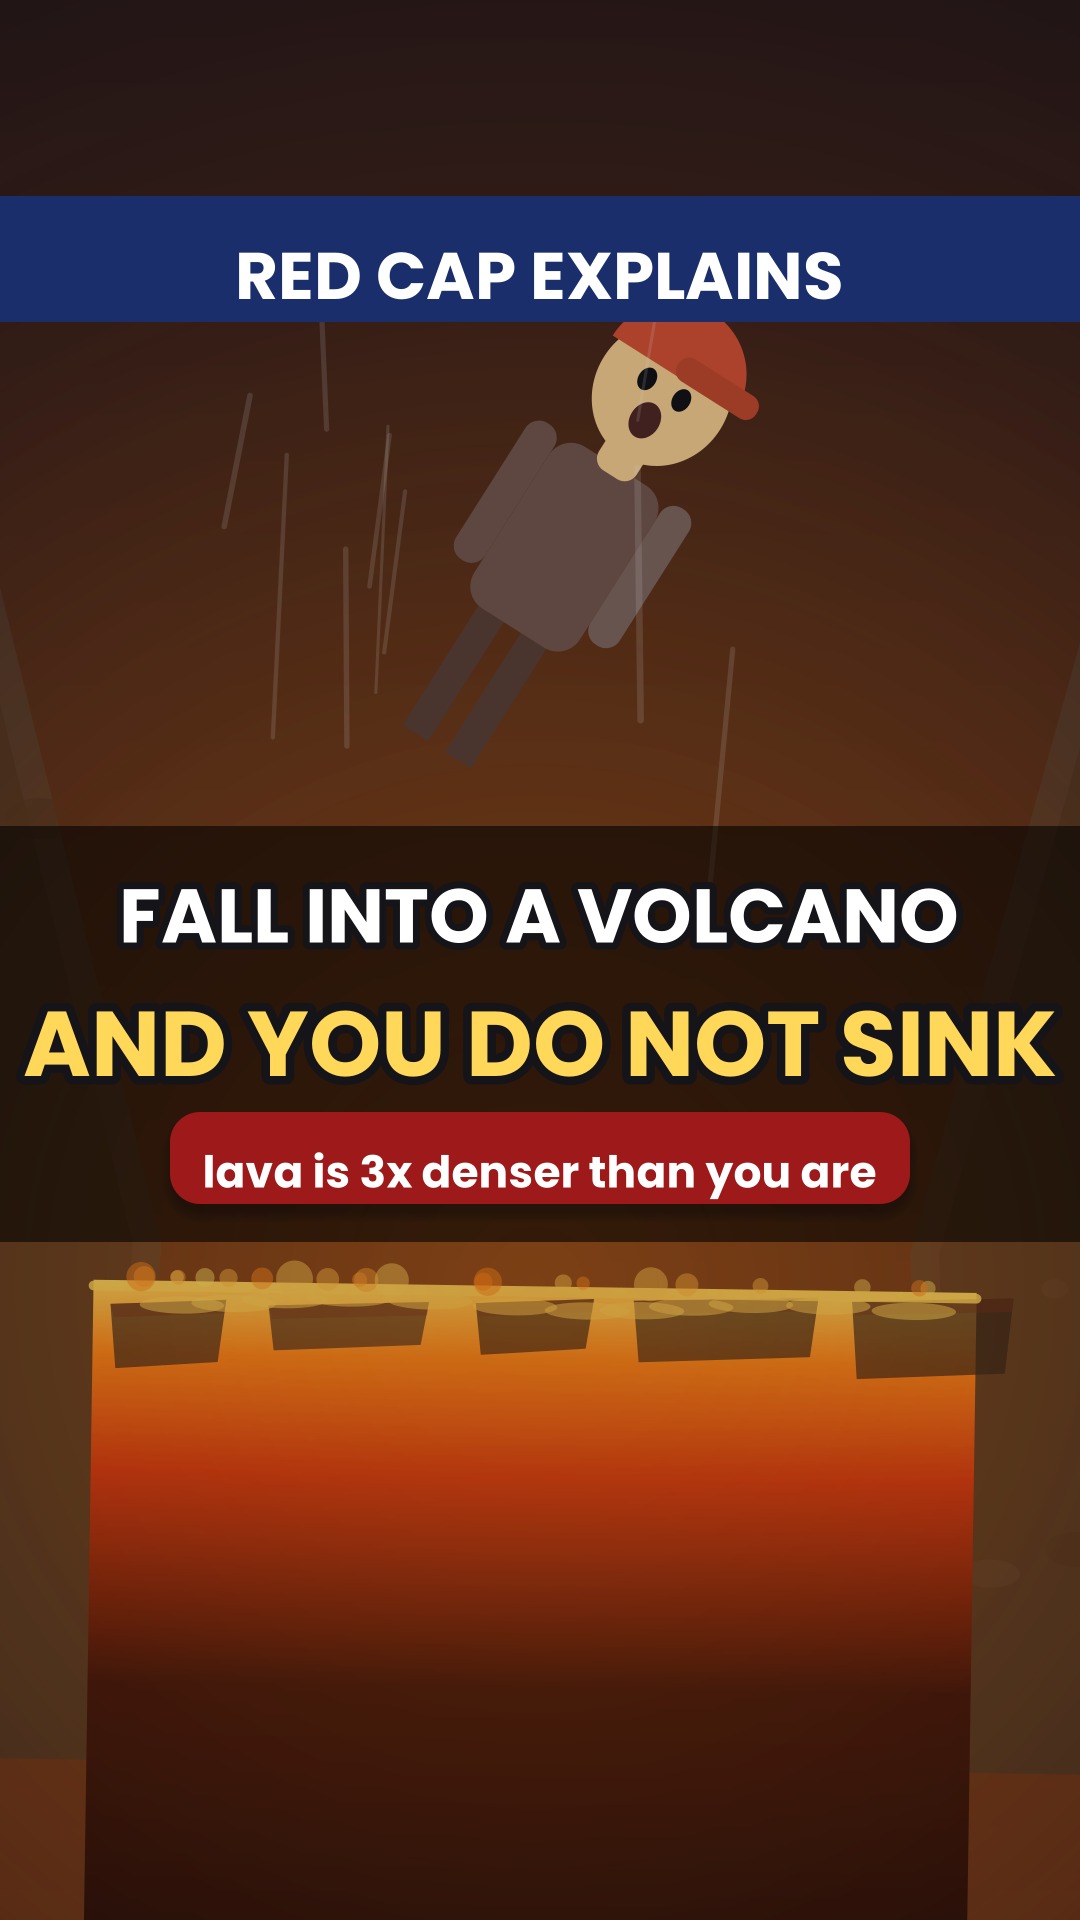 RED CAP EXPLAINS
FALL INTO A VOLCANO
AND YOU DO NOT SINK
lava is 3x denser than you are